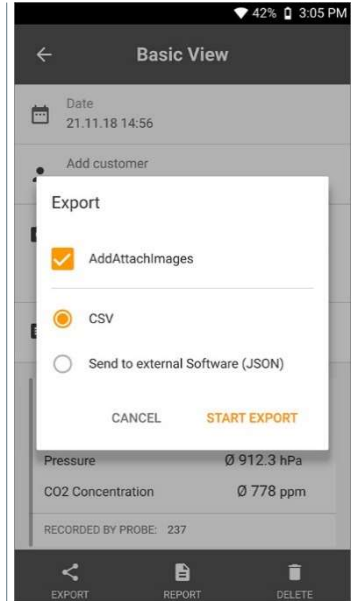 42% 3:05 PM
Basic View
Date
21.11.18 14:56
Add customer
Export
AddAttachImages
CSV
Send to external Software (JSON)
CANCEL START EXPORT
Pressure Ø 912.3 hPa
CO2 Concentration Ø 778 ppm
RECORDED BY PROBE: 237
EXPORT REPORT DELETE